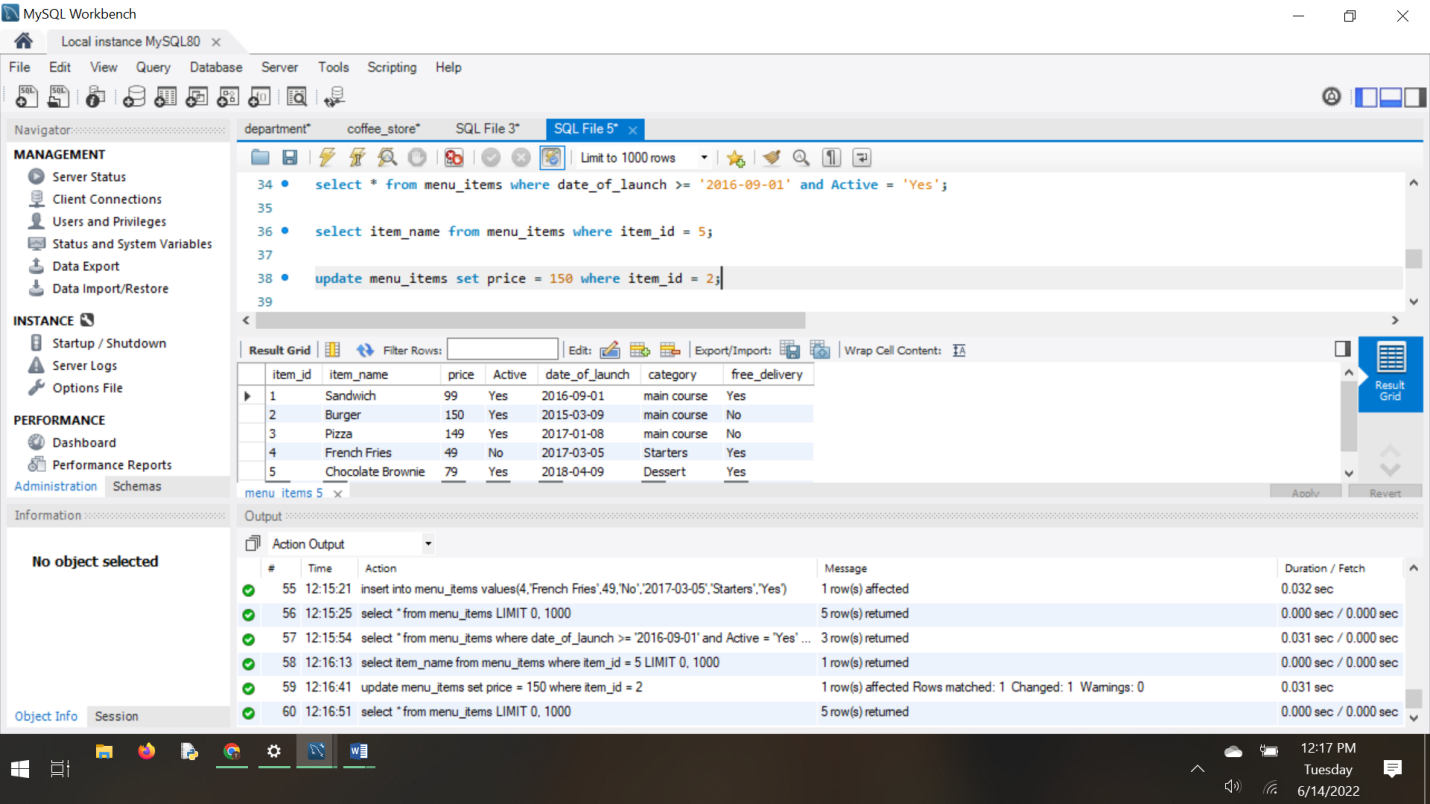 MySQL Workbench
Local instance MySQL80
File Edit View Query Database Server Tools Scripting Help
Navigator
MANAGEMENT
Server Status
Client Connections
Users and Privileges
Status and System Variables
Data Export
Data Import/Restore
INSTANCE
Startup / Shutdown
Server Logs
Options File
PERFORMANCE
Dashboard
Performance Reports
Administration Schemas
Information
No object selected
Object Info Session
department* coffee_store* SQL File 3* SQL File 5*
Limit to 1000 rows
34 select * from menu_items where date_of_launch >= '2016-09-01' and Active = 'Yes';
35
36 select item_name from menu_items where item_id = 5;
37
38 update menu_items set price = 150 where item_id = 2;
39
Result Grid Filter Rows: Edit: Export/Import: Wrap Cell Content:
item_id item_name price Active date_of_launch category free_delivery
1 Sandwich 99 Yes 2016-09-01 main course Yes
2 Burger 150 Yes 2015-03-09 main course No
3 Pizza 149 Yes 2017-01-08 main course No
4 French Fries 49 No 2017-03-05 Starters Yes
5 Chocolate Brownie 79 Yes 2018-04-09 Dessert Yes
Result
Grid
menu_items 5 Apply Revert
Output
Action Output
# Time Action Message Duration / Fetch
55 12:15:21 insert into menu_items values(4,'French Fries',49,'No','2017-03-05','Starters','Yes') 1 row(s) affected 0.032 sec
56 12:15:25 select * from menu_items LIMIT 0, 1000 5 row(s) returned 0.000 sec / 0.000 sec
57 12:15:54 select * from menu_items where date_of_launch >= '2016-09-01' and Active = 'Yes' ... 3 row(s) returned 0.031 sec / 0.000 sec
58 12:16:13 select item_name from menu_items where item_id = 5 LIMIT 0, 1000 1 row(s) returned 0.000 sec / 0.000 sec
59 12:16:41 update menu_items set price = 150 where item_id = 2 1 row(s) affected Rows matched: 1 Changed: 1 Warnings: 0 0.031 sec
60 12:16:51 select * from menu_items LIMIT 0, 1000 5 row(s) returned 0.000 sec / 0.000 sec
12:17 PM
Tuesday
6/14/2022